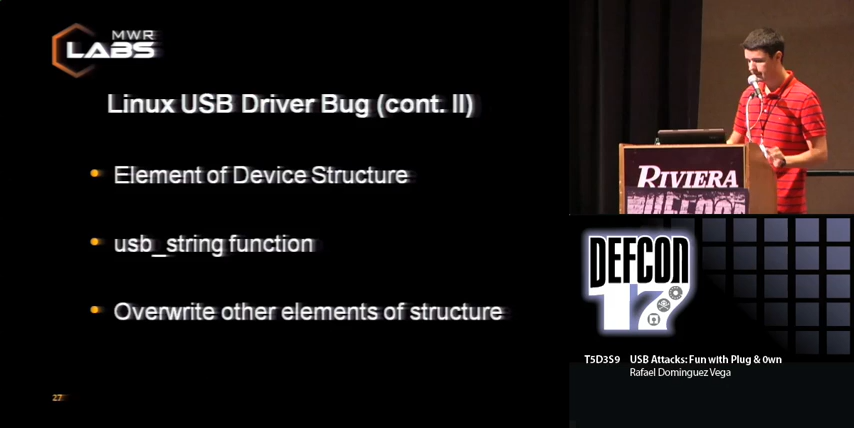 MWR
LABS
Linux USB Driver Bug (cont. II)
• Element of Device Structure
• usb_string function
• Overwrite other elements of structure
27
RIVIERA
DEFCON
17
T5D3S9 USB Attacks: Fun with Plug & 0wn
Rafael Dominguez Vega